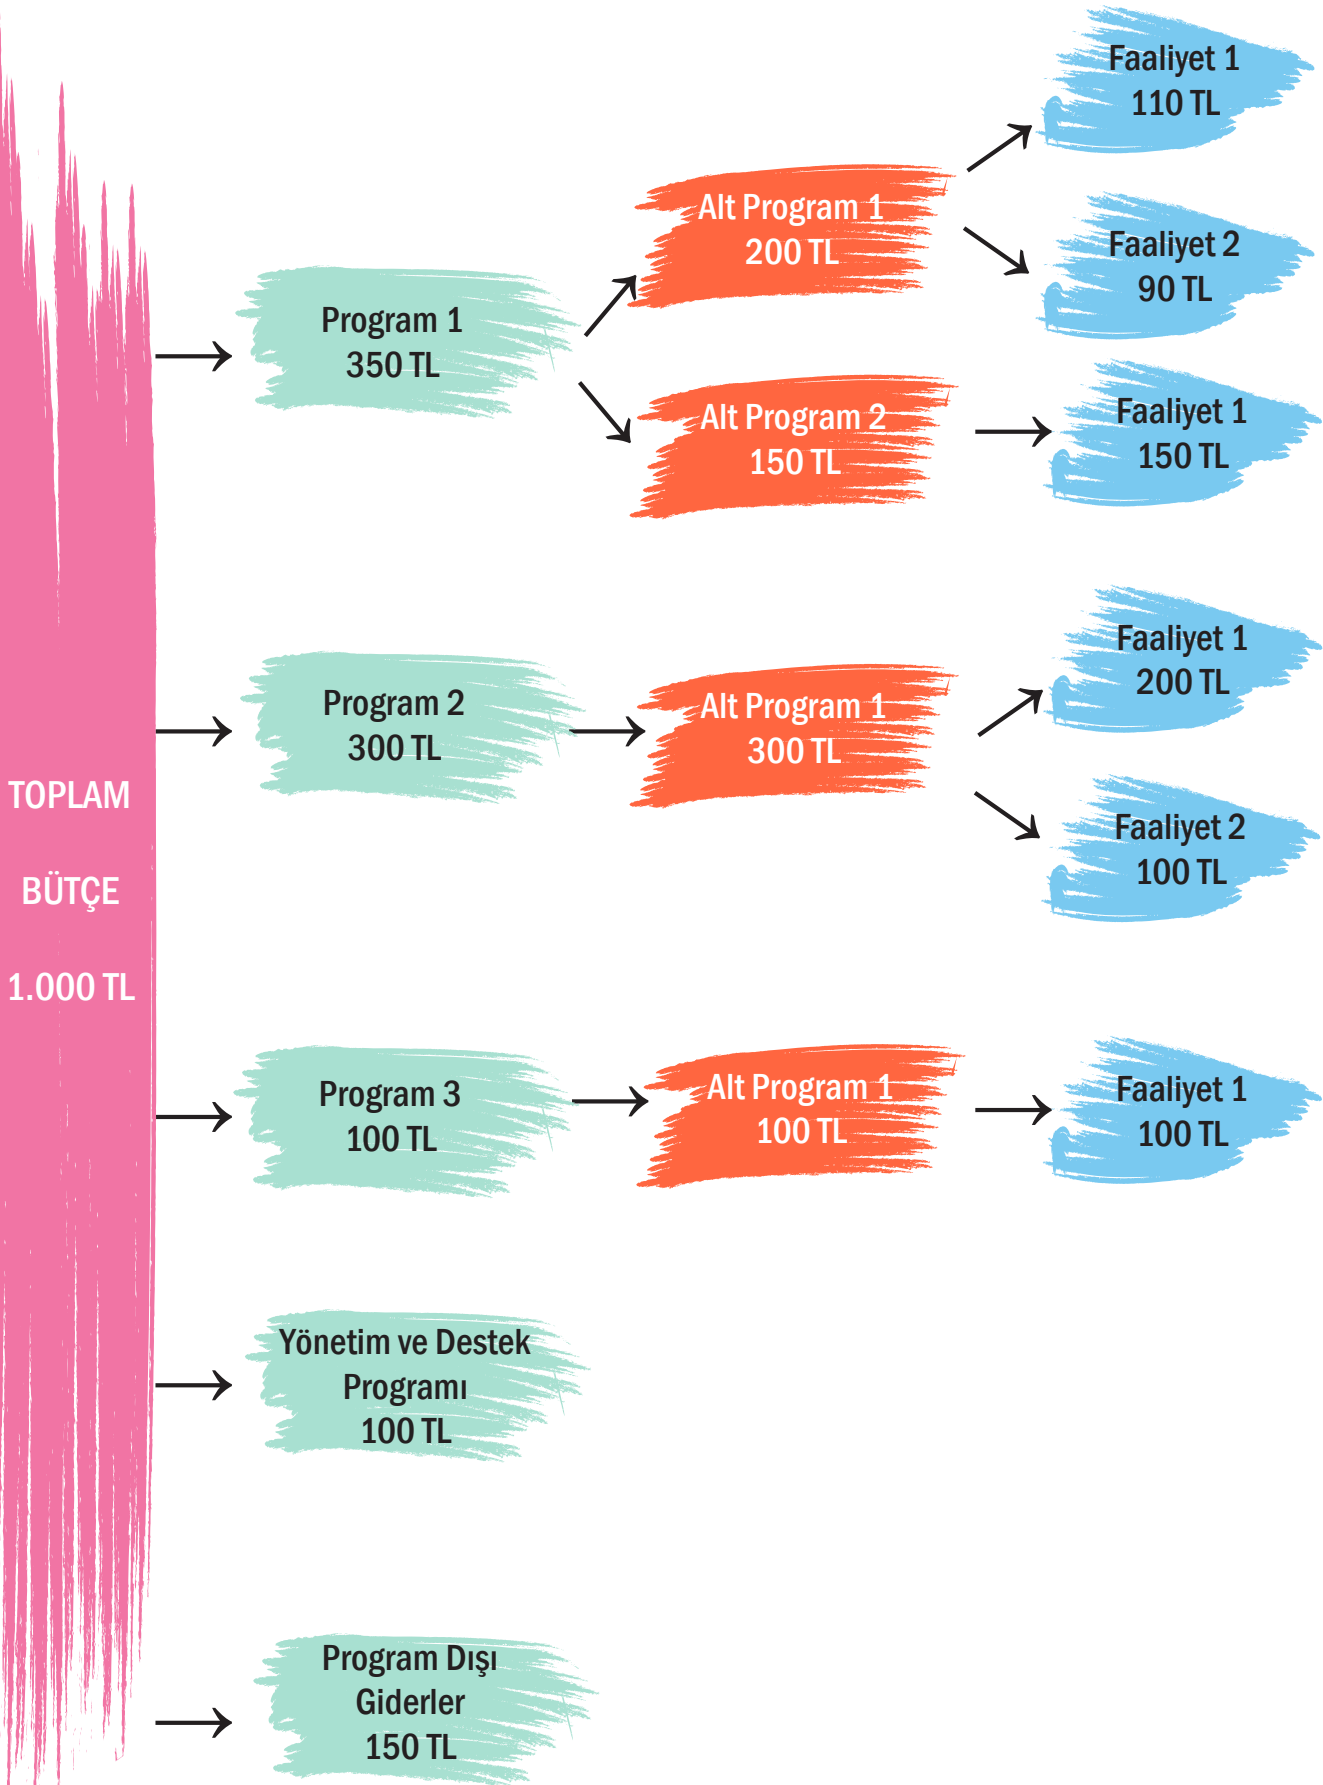 TOPLAM
BÜTÇE
1.000 TL
Program 1
350 TL
Alt Program 1
200 TL
Faaliyet 1
110 TL
Faaliyet 2
90 TL
Alt Program 2
150 TL
Faaliyet 1
150 TL
Program 2
300 TL
Alt Program 1
300 TL
Faaliyet 1
200 TL
Faaliyet 2
100 TL
Program 3
100 TL
Alt Program 1
100 TL
Faaliyet 1
100 TL
Yönetim ve Destek
Programı
100 TL
Program Dışı
Giderler
150 TL